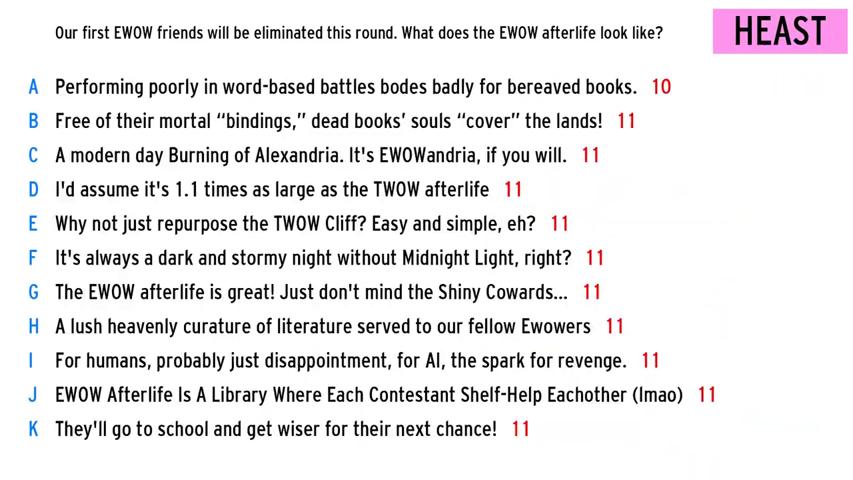 Our first EWOW friends will be eliminated this round. What does the EWOW afterlife look like?
HEAST
A Performing poorly in word-based battles bodes badly for bereaved books. 10
B Free of their mortal “bindings,” dead books’ souls “cover” the lands! 11
C A modern day Burning of Alexandria. It's EWOWandria, if you will. 11
D I'd assume it's 1.1 times as large as the TWOW afterlife 11
E Why not just repurpose the TWOW Cliff? Easy and simple, eh? 11
F It's always a dark and stormy night without Midnight Light, right? 11
G The EWOW afterlife is great! Just don't mind the Shiny Cowards... 11
H A lush heavenly curature of literature served to our fellow Ewowers 11
I For humans, probably just disappointment, for AI, the spark for revenge. 11
J EWOW Afterlife Is A Library Where Each Contestant Shelf-Help Eachother (lmao) 11
K They'll go to school and get wiser for their next chance! 11